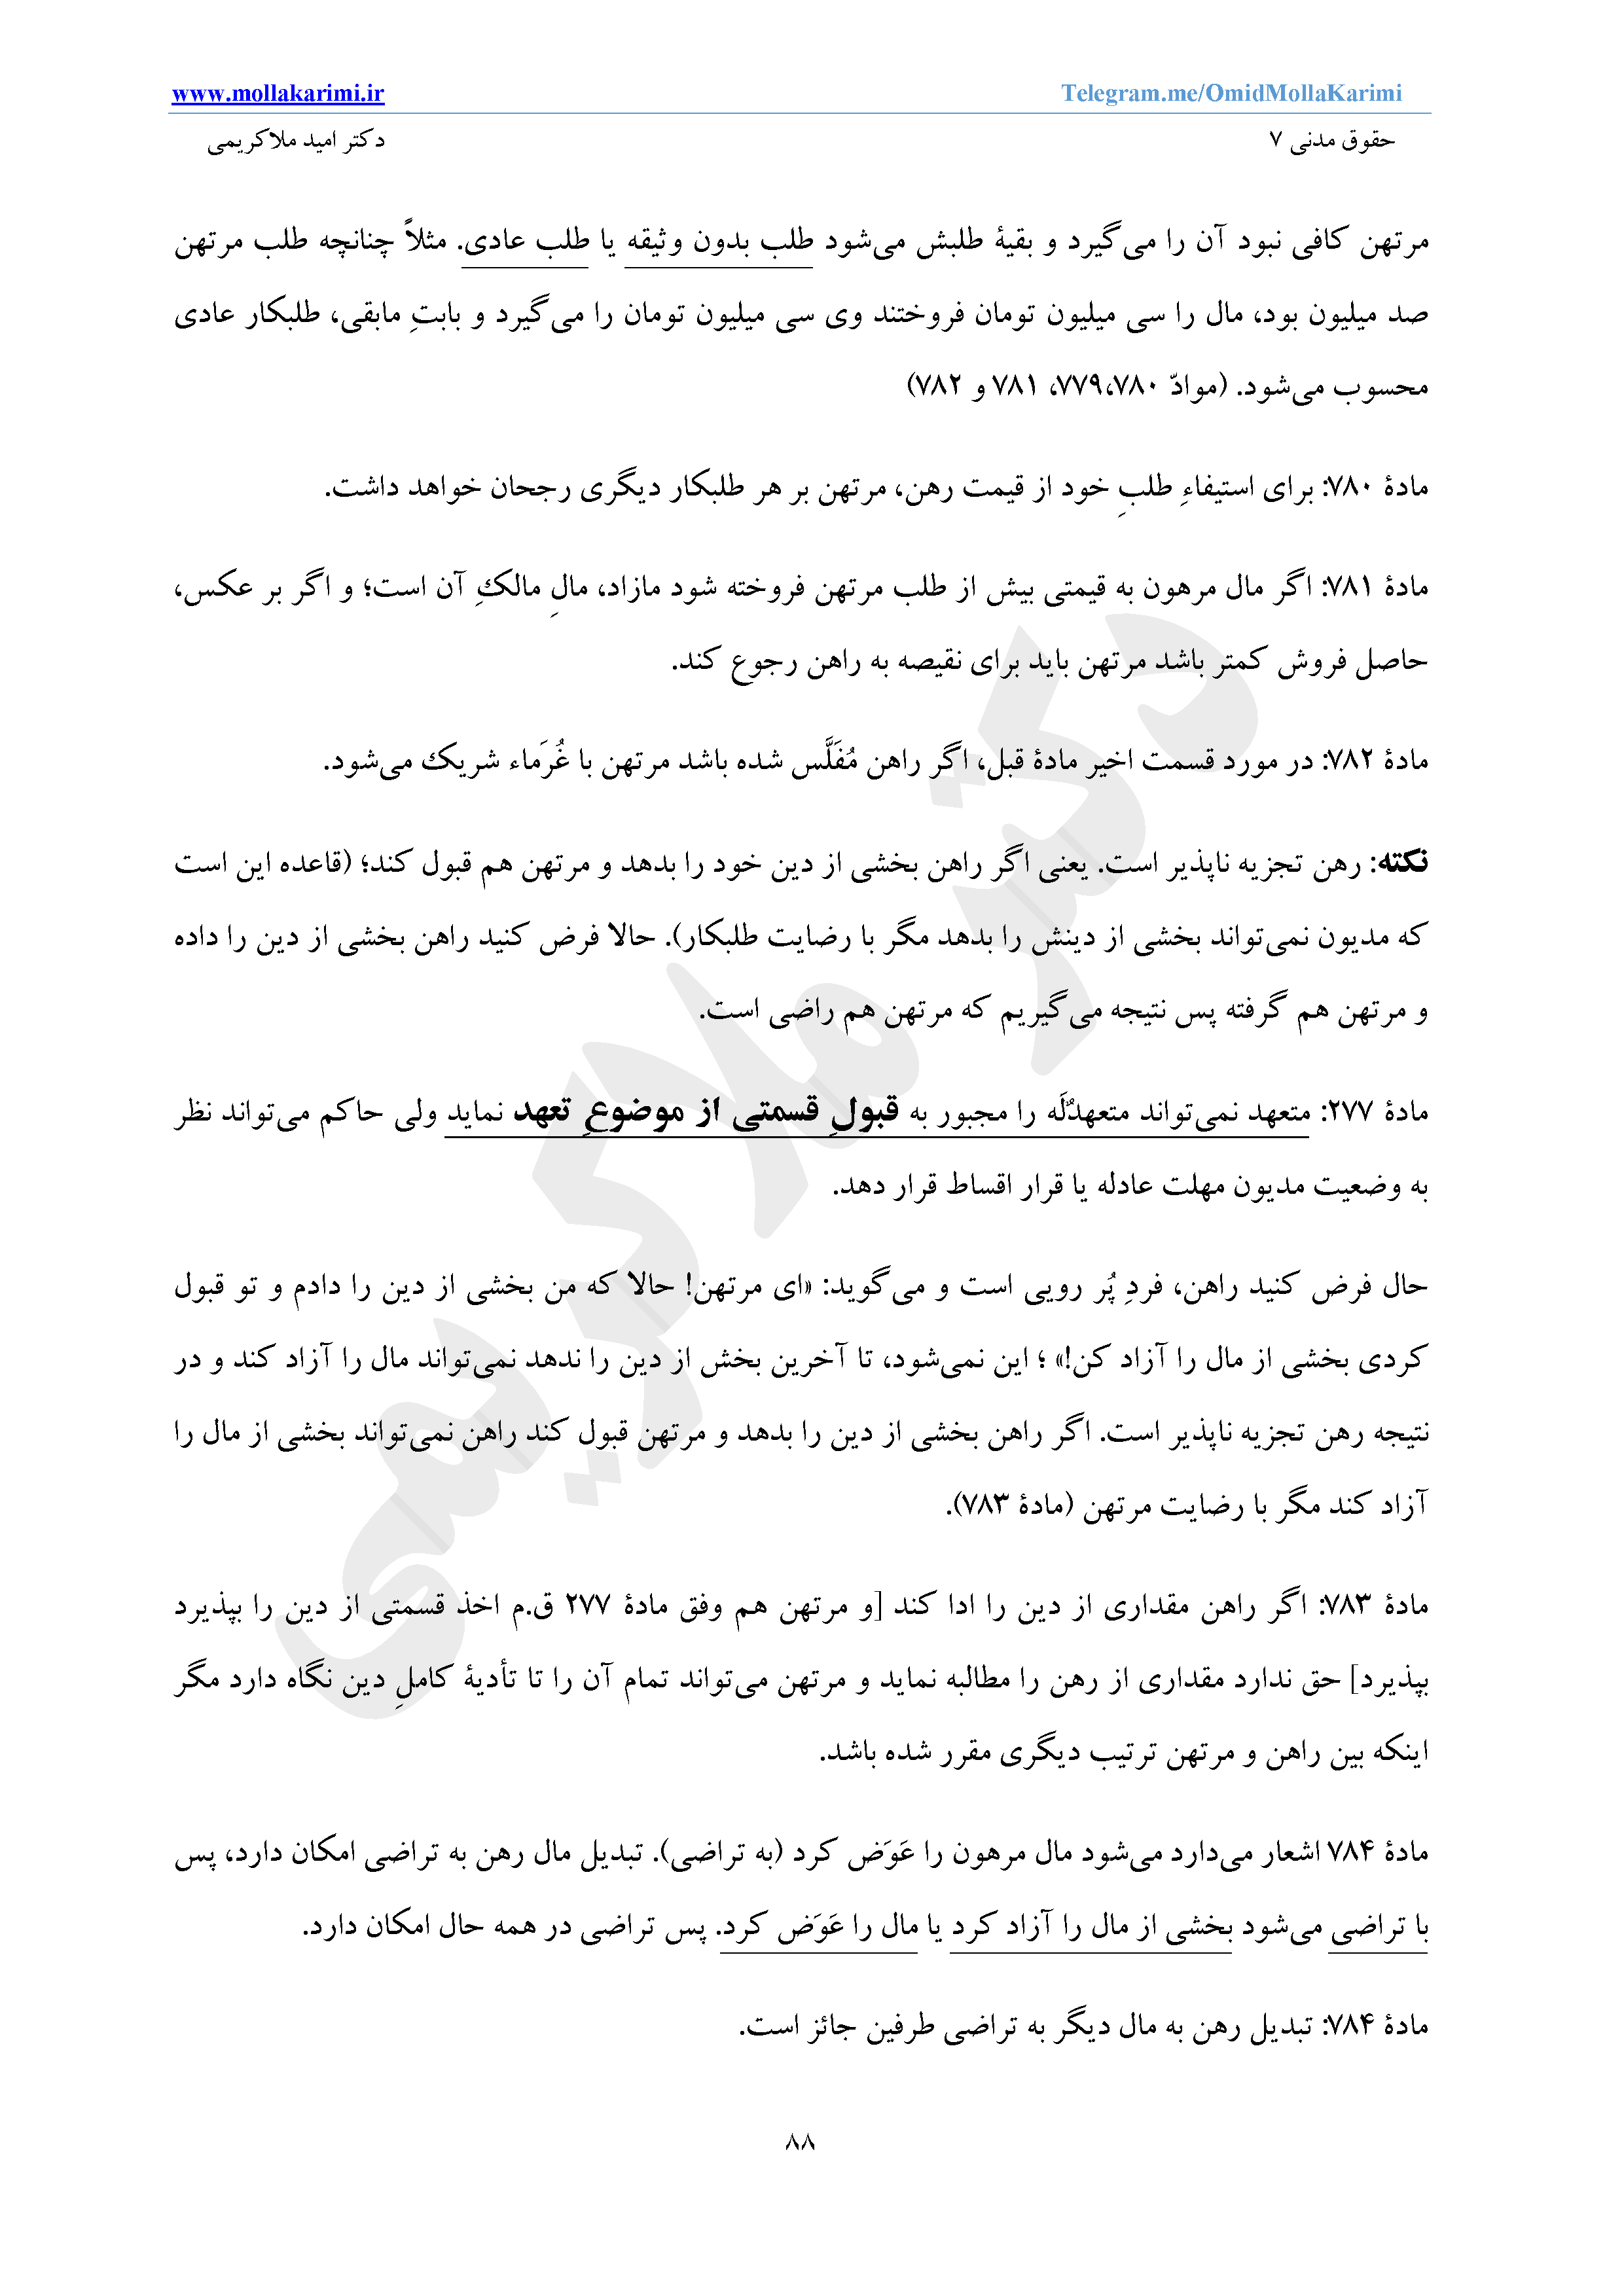 www.mollakarimi.ir Telegram.me/OmidMollaKarimi
حقوق مدنی ۷ دکتر امید ملاکریمی
مرتهن کافی نبود آن را می‌گیرد و بقیهٔ طلبش می‌شود طلب بدون وثیقه یا طلب عادی. مثلاً چنانچه طلب مرتهن
صد میلیون بود، مال را سی میلیون تومان فروختند وی سی میلیون تومان را می‌گیرد و بابتِ مابقی، طلبکار عادی
محسوب می‌شود. (موادّ ۷۷۹،۷۸۰، ۷۸۱ و ۷۸۲)
مادهٔ ۷۸۰: برای استیفاءِ طلبِ خود از قیمت رهن، مرتهن بر هر طلبکار دیگری رجحان خواهد داشت.
مادهٔ ۷۸۱: اگر مال مرهون به قیمتی بیش از طلب مرتهن فروخته شود مازاد، مالِ مالکِ آن است؛ و اگر بر عکس،
حاصل فروش کمتر باشد مرتهن باید برای نقیصه به راهن رجوع کند.
مادهٔ ۷۸۲: در مورد قسمت اخیر مادهٔ قبل، اگر راهن مُفَلَّس شده باشد مرتهن با غُرَماء شریک می‌شود.
نکته: رهن تجزیه ناپذیر است. یعنی اگر راهن بخشی از دین خود را بدهد و مرتهن هم قبول کند؛ (قاعده این است
که مدیون نمی‌تواند بخشی از دینش را بدهد مگر با رضایت طلبکار). حالا فرض کنید راهن بخشی از دین را داده
و مرتهن هم گرفته پس نتیجه می‌گیریم که مرتهن هم راضی است.
مادهٔ ۲۷۷: متعهد نمی‌تواند متعهدٌلَه را مجبور به قبولِ قسمتی از موضوعِ تعهد نماید ولی حاکم می‌تواند نظر
به وضعیت مدیون مهلت عادله یا قرار اقساط قرار دهد.
حال فرض کنید راهن، فردِ پُر رویی است و می‌گوید: «ای مرتهن! حالا که من بخشی از دین را دادم و تو قبول
کردی بخشی از مال را آزاد کن!» ؛ این نمی‌شود، تا آخرین بخش از دین را ندهد نمی‌تواند مال را آزاد کند و در
نتیجه رهن تجزیه ناپذیر است. اگر راهن بخشی از دین را بدهد و مرتهن قبول کند راهن نمی‌تواند بخشی از مال را
آزاد کند مگر با رضایت مرتهن (مادهٔ ۷۸۳).
مادهٔ ۷۸۳: اگر راهن مقداری از دین را ادا کند [و مرتهن هم وفق مادهٔ ۲۷۷ ق.م اخذ قسمتی از دین را بپذیرد
بپذیرد] حق ندارد مقداری از رهن را مطالبه نماید و مرتهن می‌تواند تمام آن را تا تأدیهٔ کاملِ دین نگاه دارد مگر
اینکه بین راهن و مرتهن ترتیب دیگری مقرر شده باشد.
مادهٔ ۷۸۴ اشعار می‌دارد می‌شود مال مرهون را عَوَض کرد (به تراضی). تبدیل مال رهن به تراضی امکان دارد، پس
با تراضی می‌شود بخشی از مال را آزاد کرد یا مال را عَوَض کرد. پس تراضی در همه حال امکان دارد.
مادهٔ ۷۸۴: تبدیل رهن به مال دیگر به تراضی طرفین جائز است.
۸۸
دکتر ملاکریمی